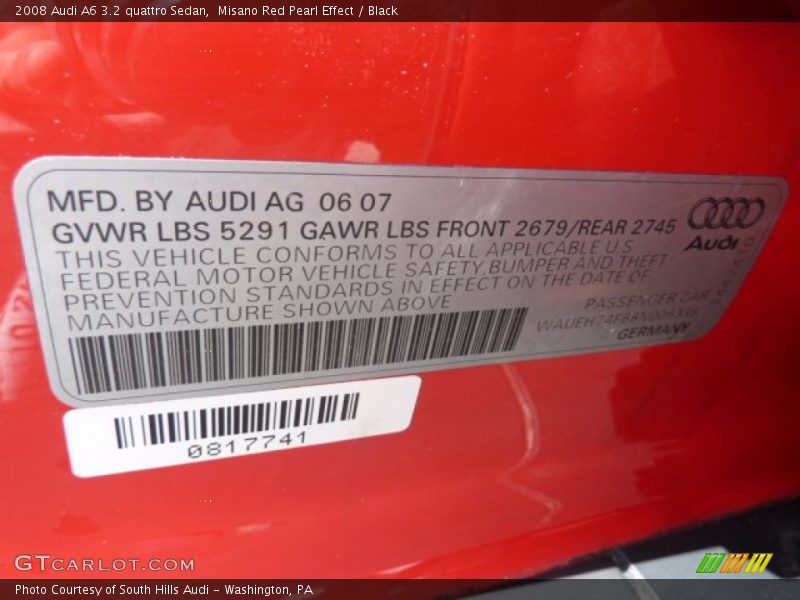 2008 Audi A6 3.2 quattro Sedan,  Misano Red Pearl Effect / Black
MFD. BY AUDI AG 06 07
GVWR LBS 5291 GAWR LBS FRONT 2679/REAR 2745
THIS VEHICLE CONFORMS TO ALL APPLICABLE U.S
FEDERAL MOTOR VEHICLE SAFETY, BUMPER AND THEFT
PREVENTION STANDARDS IN EFFECT ON THE DATE OF
MANUFACTURE SHOWN ABOVE
Audi
PASSENGER CAR
WAUEH74F88N006338
GERMANY
0817741
GTCARLOT.COM
Photo Courtesy of South Hills Audi - Washington, PA